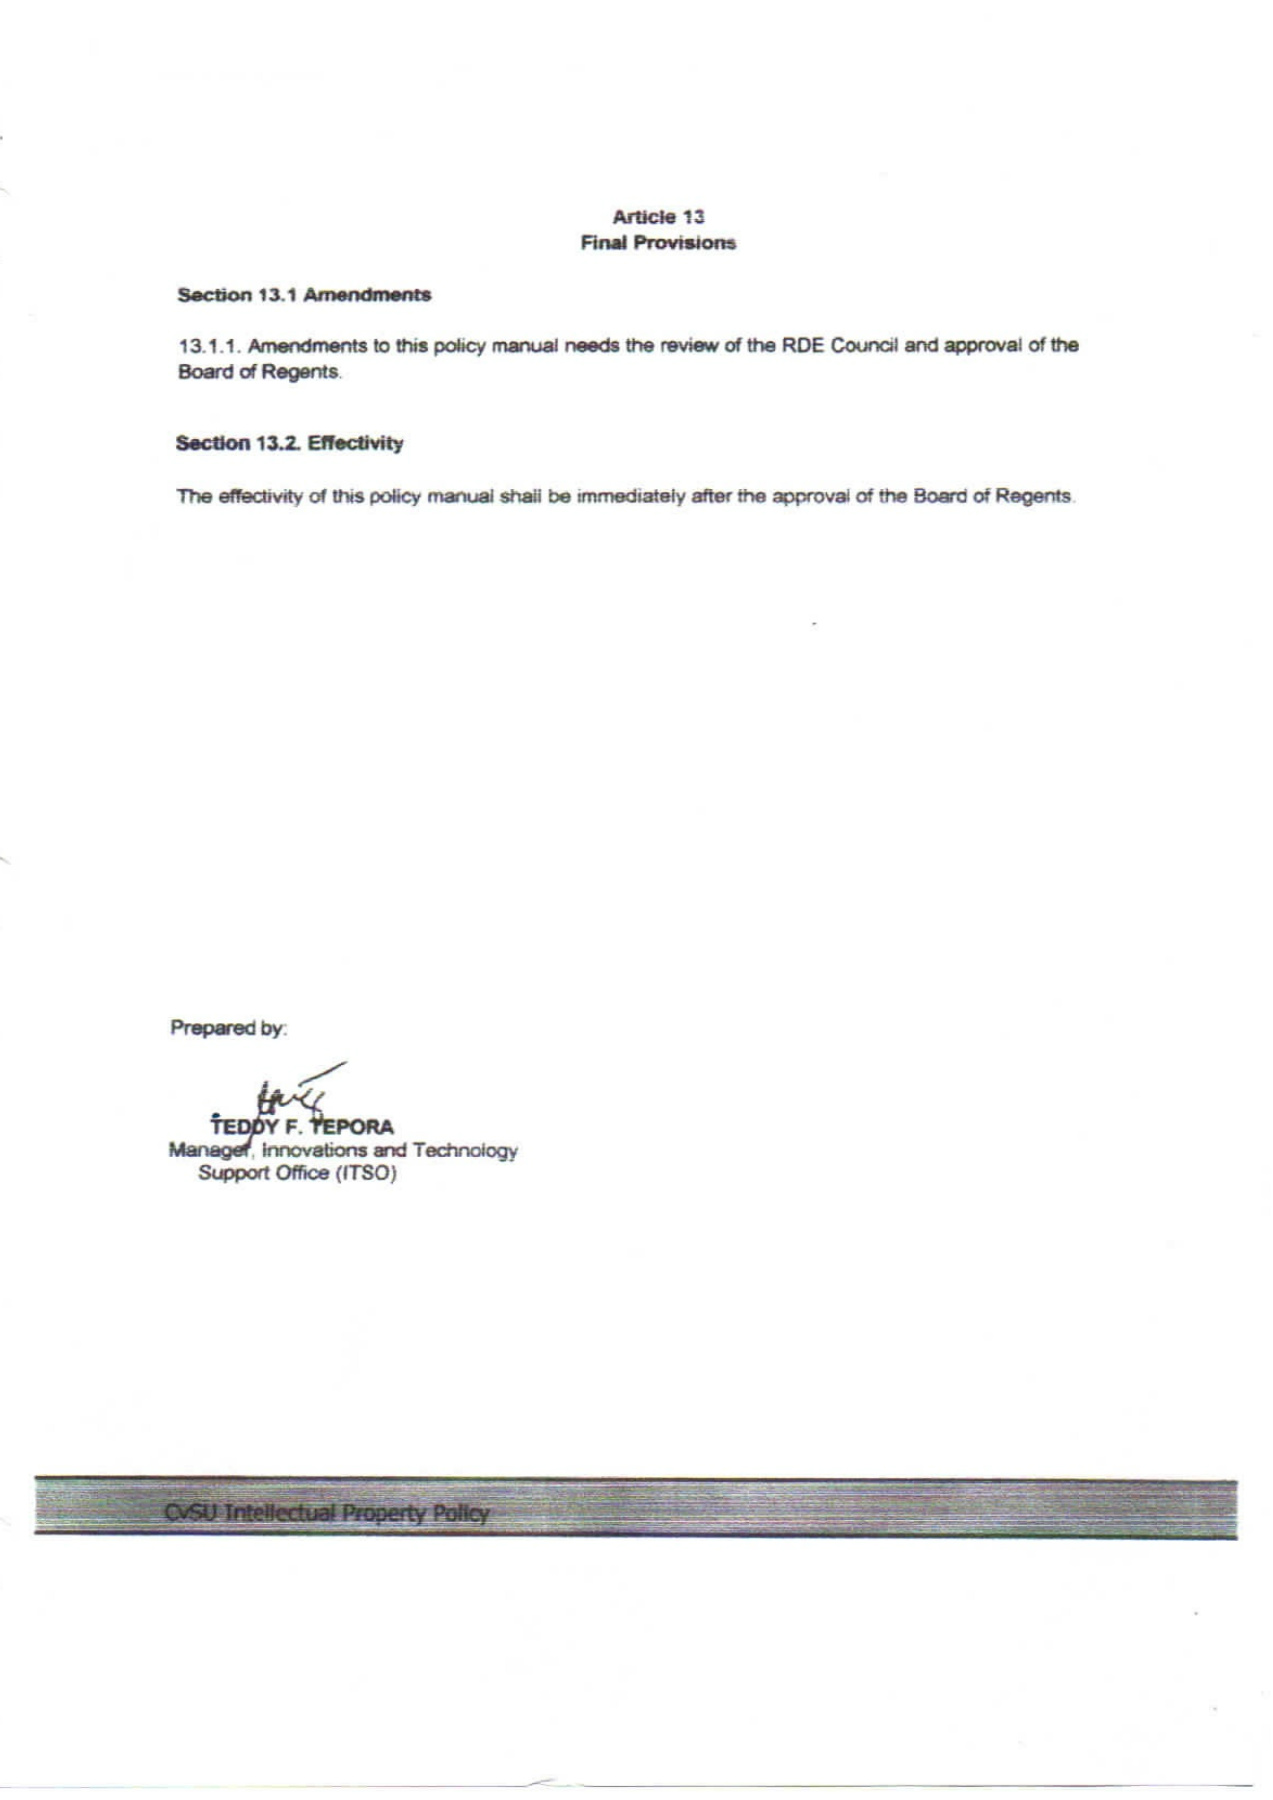 Article 13
Final Provisions
Section 13.1 Amendments
13.1.1. Amendments to this policy manual needs the review of the RDE Council and approval of the
Board of Regents.
Section 13.2. Effectivity
The effectivity of this policy manual shall be immediately after the approval of the Board of Regents.
Prepared by:
TEDDY F. TEPORA
Manager, Innovations and Technology
Support Office (ITSO)
CvSU Intellectual Property Policy